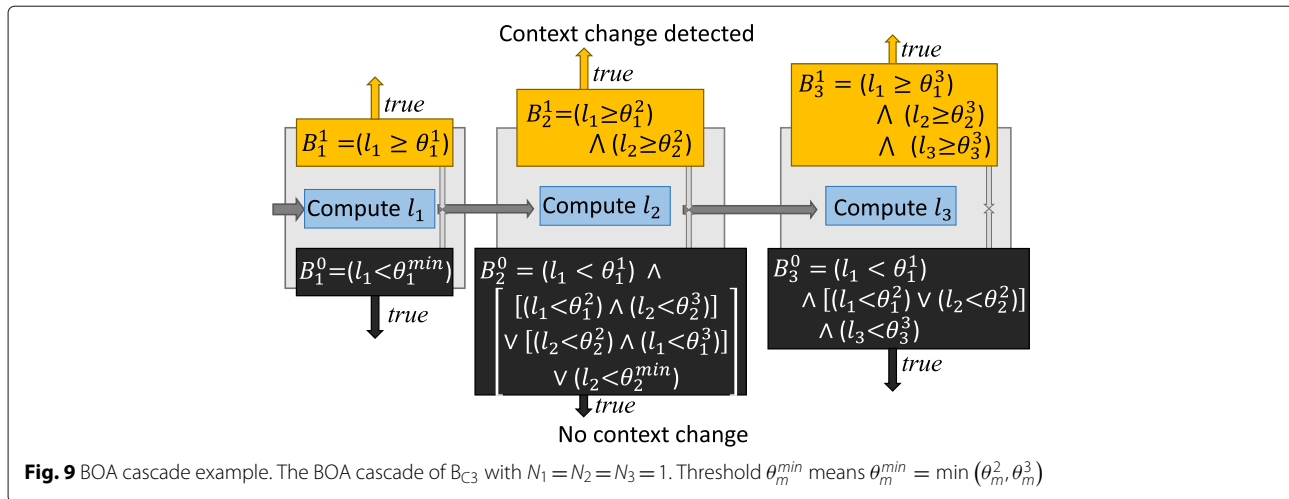 Context change detected
true
true
true
B_1^1 =(l_1 ≥ θ_1^1)
B_2^1=(l_1≥θ_1^2)
∧ (l_2≥θ_2^2)
B_3^1 = (l_1 ≥ θ_1^3)
∧ (l_2≥θ_2^3)
∧ (l_3≥θ_3^3)
Compute l_1
Compute l_2
Compute l_3
B_1^0=(l_1<θ_1^{min})
B_2^0 = (l_1 < θ_1^1) ∧
[(l_1<θ_1^2) ∧ (l_2<θ_2^3)]
∨ [(l_2<θ_2^2) ∧ (l_1<θ_1^3)]
∨ (l_2<θ_2^{min})
B_3^0 = (l_1 < θ_1^1)
∧ [(l_1<θ_1^2) ∨ (l_2<θ_2^2)]
∧ (l_3<θ_3^3)
true
true
true
No context change
Fig. 9 BOA cascade example. The BOA cascade of B_{C3} with N_1 = N_2 = N_3 = 1. Threshold θ_m^{min} means θ_m^{min} = min (θ_m^2, θ_m^3)